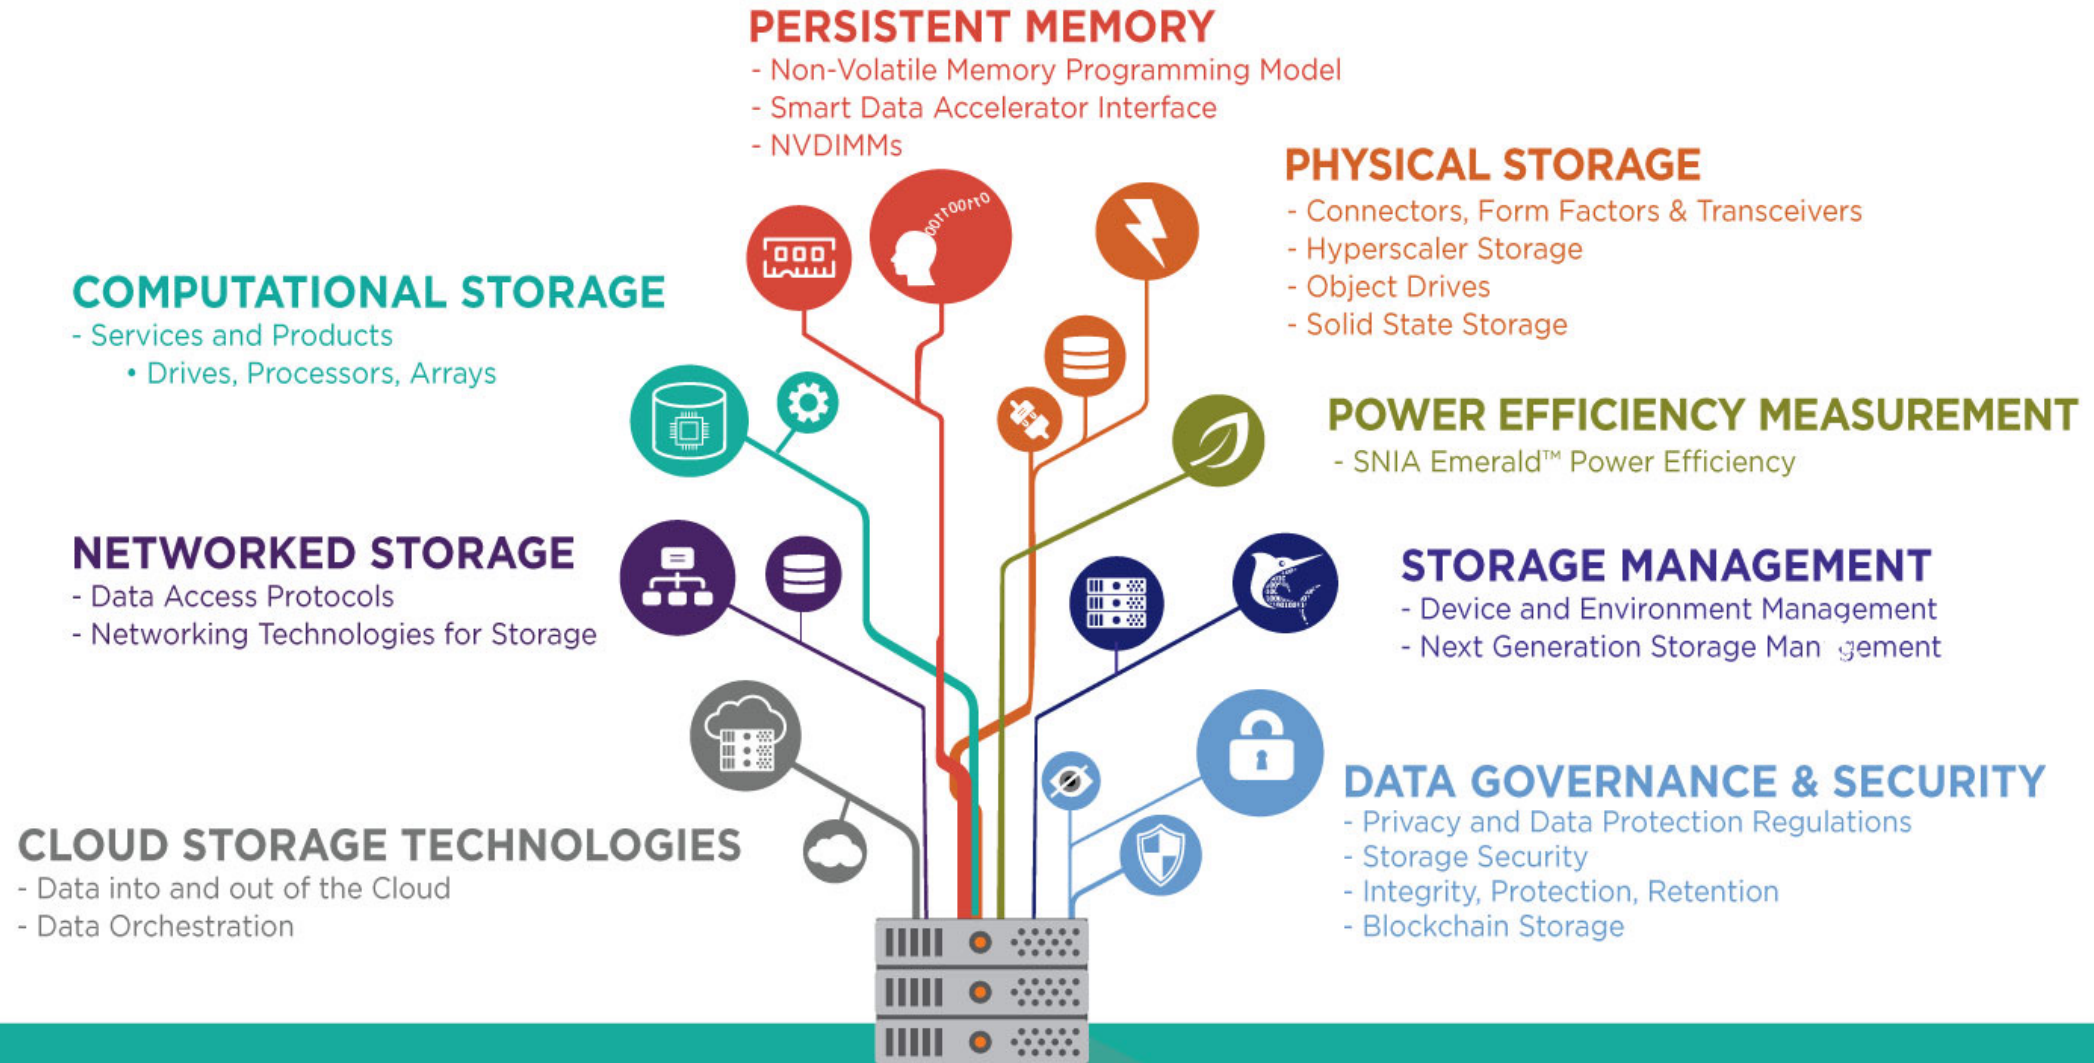 PERSISTENT MEMORY
- Non-Volatile Memory Programming Model
- Smart Data Accelerator Interface
- NVDIMMs
PHYSICAL STORAGE
- Connectors, Form Factors & Transceivers
- Hyperscaler Storage
- Object Drives
- Solid State Storage
COMPUTATIONAL STORAGE
- Services and Products
• Drives, Processors, Arrays
POWER EFFICIENCY MEASUREMENT
- SNIA Emerald™ Power Efficiency
NETWORKED STORAGE
- Data Access Protocols
- Networking Technologies for Storage
STORAGE MANAGEMENT
- Device and Environment Management
- Next Generation Storage Man gement
DATA GOVERNANCE & SECURITY
- Privacy and Data Protection Regulations
- Storage Security
- Integrity, Protection, Retention
- Blockchain Storage
CLOUD STORAGE TECHNOLOGIES
- Data into and out of the Cloud
- Data Orchestration